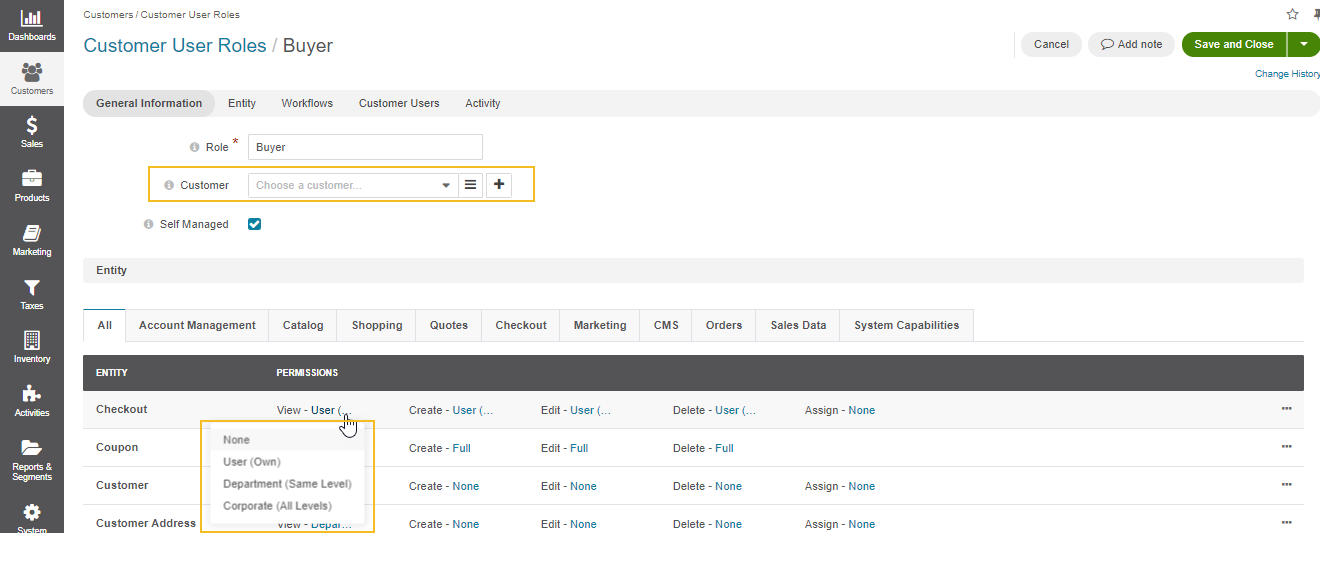 Dashboards
Customers
Sales
Products
Marketing
Taxes
Inventory
Activities
Reports &
Segments
System
Customers / Customer User Roles
Customer User Roles / Buyer
Cancel
Add note
Save and Close
Change History
General Information Entity Workflows Customer Users Activity
Role * Buyer
Customer Choose a customer...
Self Managed
Entity
All Account Management Catalog Shopping Quotes Checkout Marketing CMS Orders Sales Data System Capabilities
ENTITY PERMISSIONS
Checkout View - User (... Create - User (... Edit - User (... Delete - User (... Assign - None ...
Coupon Create - Full Edit - Full Delete - Full ...
Customer Create - None Edit - None Delete - None Assign - None ...
Customer Address View - Depar... Create - None Edit - None Delete - None Assign - None ...
None
User (Own)
Department (Same Level)
Corporate (All Levels)